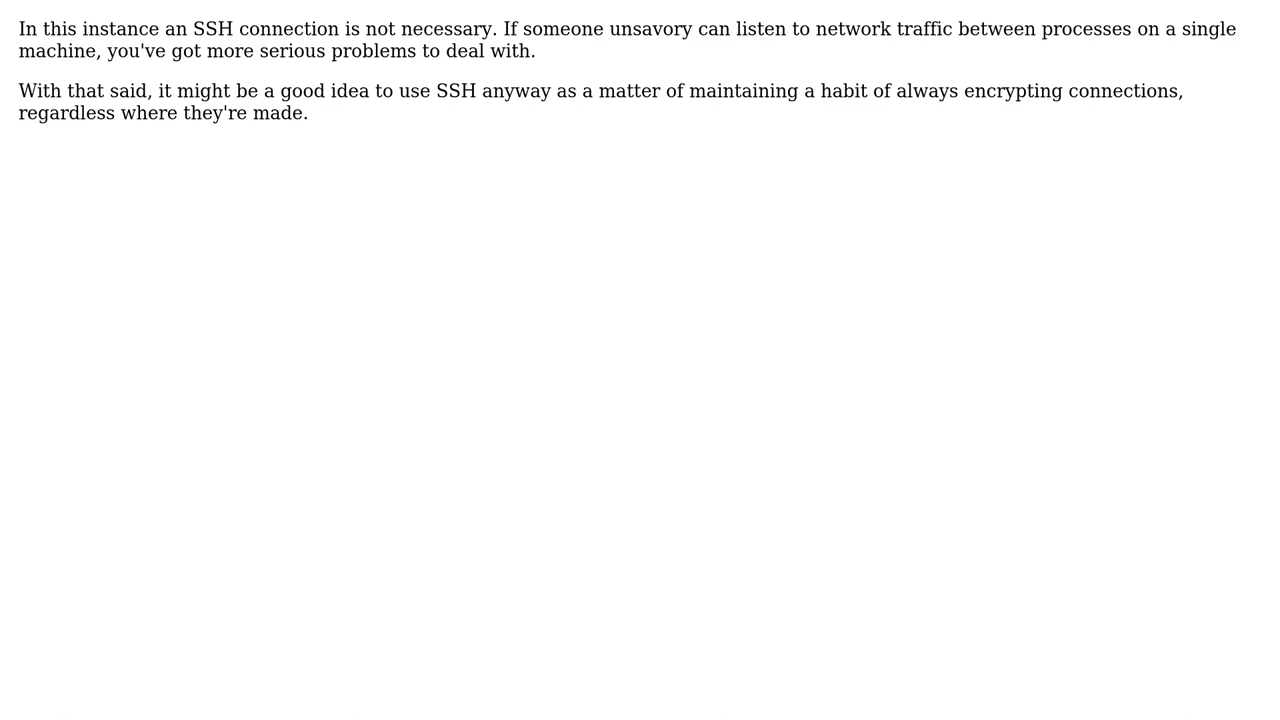 In this instance an SSH connection is not necessary. If someone unsavory can listen to network traffic between processes on a single
machine, you've got more serious problems to deal with.
With that said, it might be a good idea to use SSH anyway as a matter of maintaining a habit of always encrypting connections,
regardless where they're made.